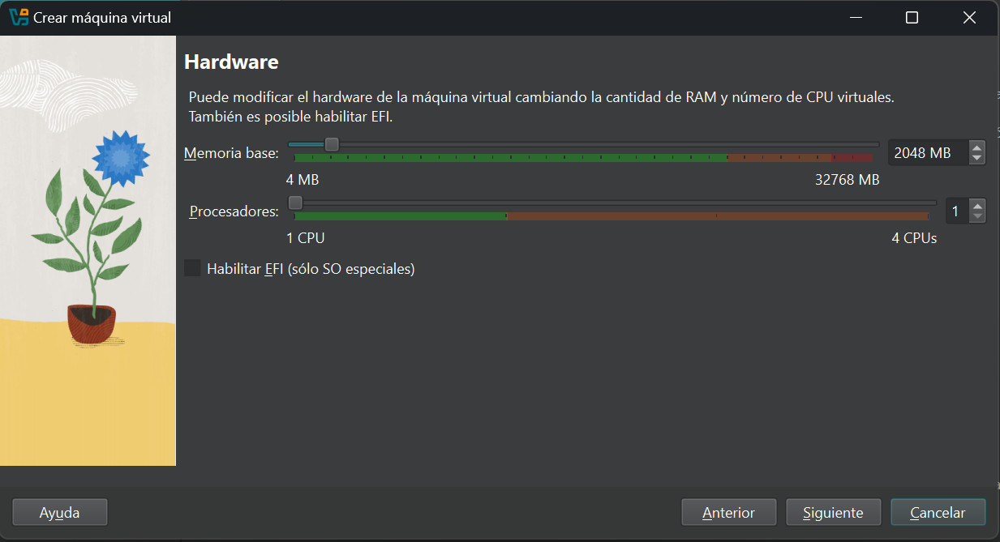 Crear máquina virtual
Hardware
Puede modificar el hardware de la máquina virtual cambiando la cantidad de RAM y número de CPU virtuales.
También es posible habilitar EFI.
Memoria base:
2048 MB
4 MB
32768 MB
Procesadores:
1
1 CPU
4 CPUs
Habilitar EFI (sólo SO especiales)
Ayuda
Anterior
Siguiente
Cancelar